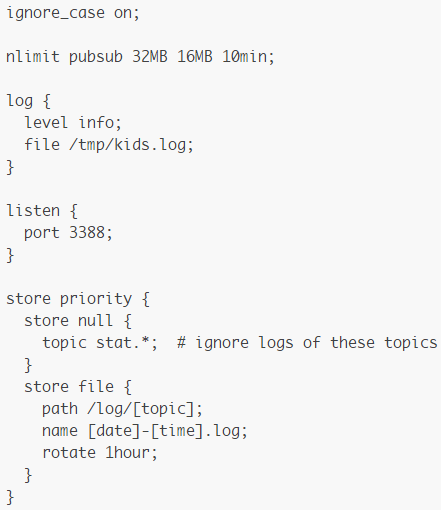 ignore_case on;

nlimit pubsub 32MB 16MB 10min;

log {
  level info;
  file /tmp/kids.log;
}

listen {
  port 3388;
}

store priority {
  store null {
    topic stat.*;  # ignore logs of these topics
  }
  store file {
    path /log/[topic];
    name [date]-[time].log;
    rotate 1hour;
  }
}